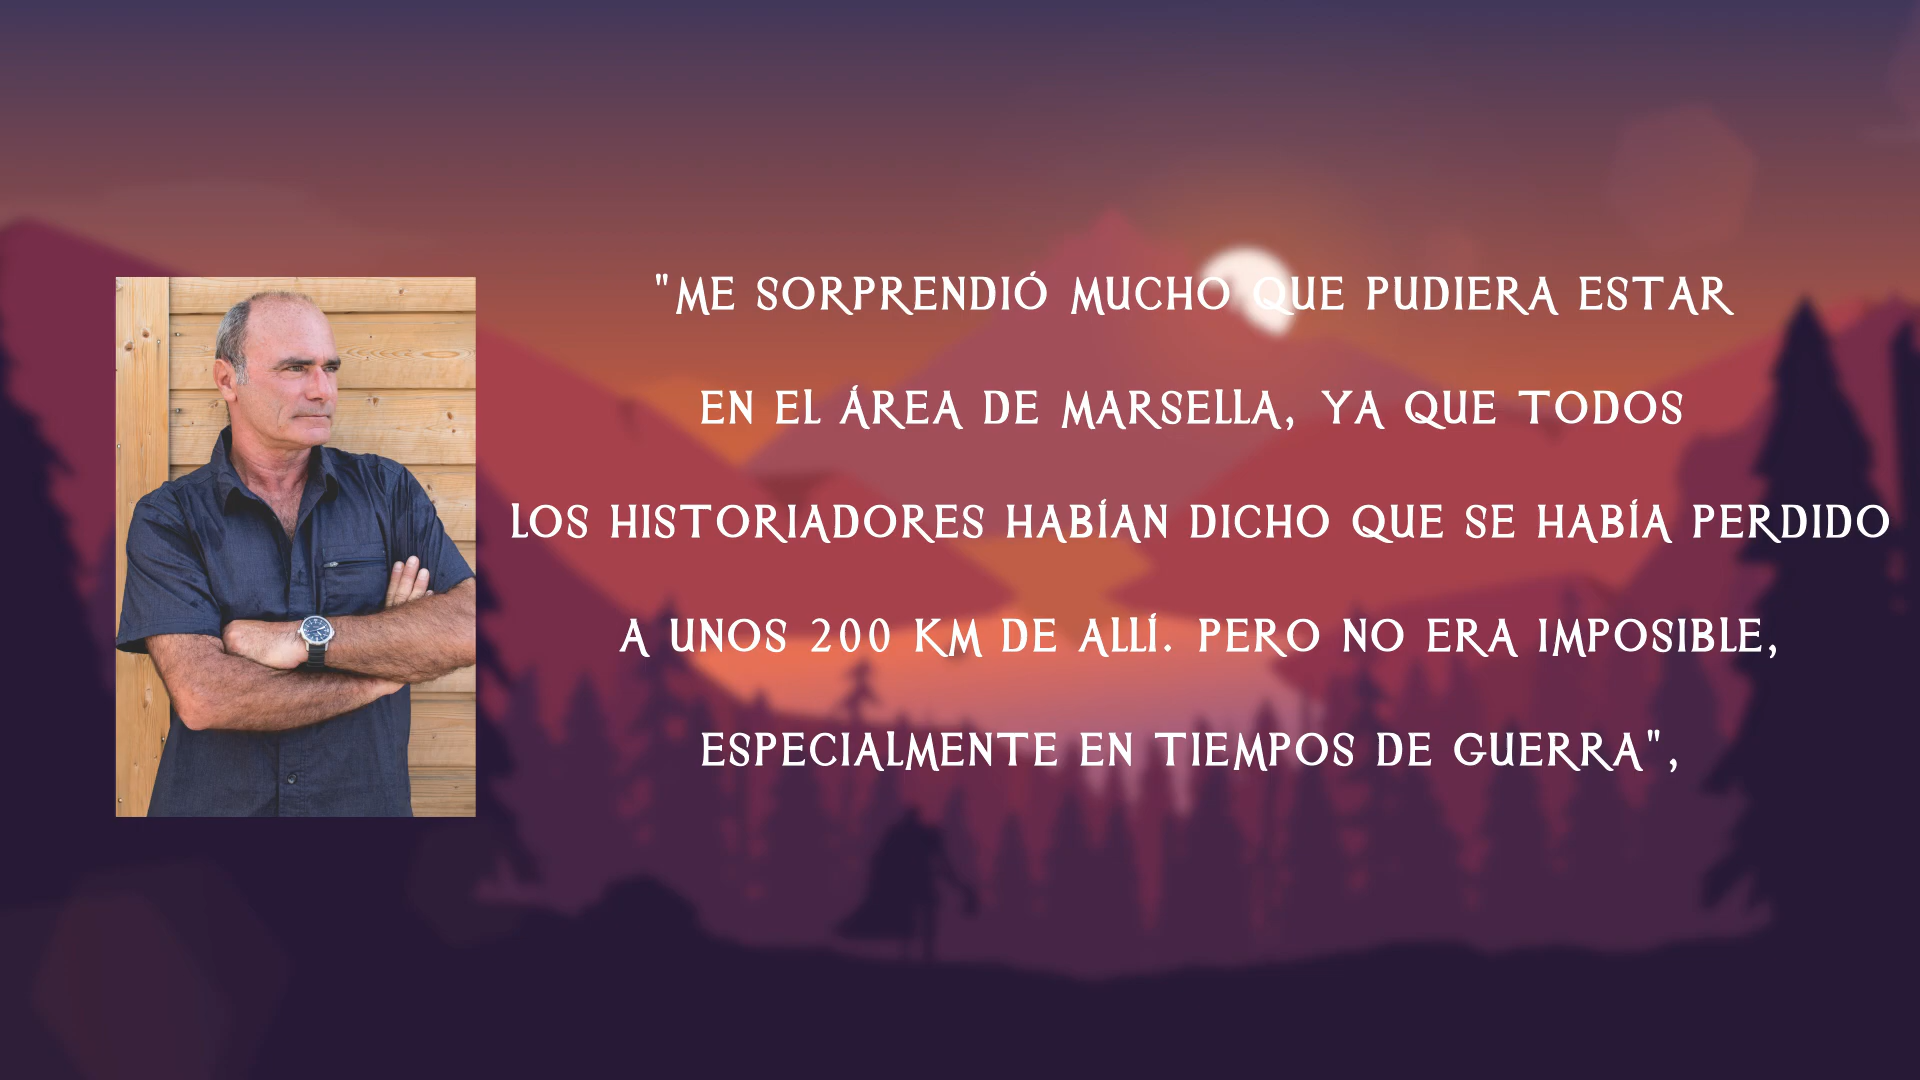 "ME SORPRENDIÓ MUCHO QUE PUDIERA ESTAR
EN EL ÁREA DE MARSELLA, YA QUE TODOS
LOS HISTORIADORES HABÍAN DICHO QUE SE HABÍA PERDIDO
A UNOS 200 KM DE ALLÍ. PERO NO ERA IMPOSIBLE,
ESPECIALMENTE EN TIEMPOS DE GUERRA",